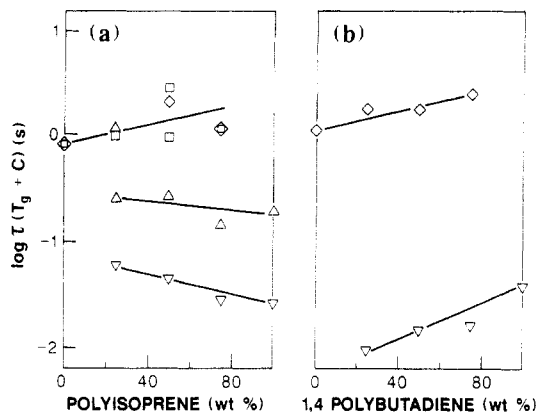 (a)
(b)
log τ (Tg + C) (s)
1
0
−1
−2
0 40 80
0 40 80
POLYISOPRENE (wt %)
1,4 POLYBUTADIENE (wt %)